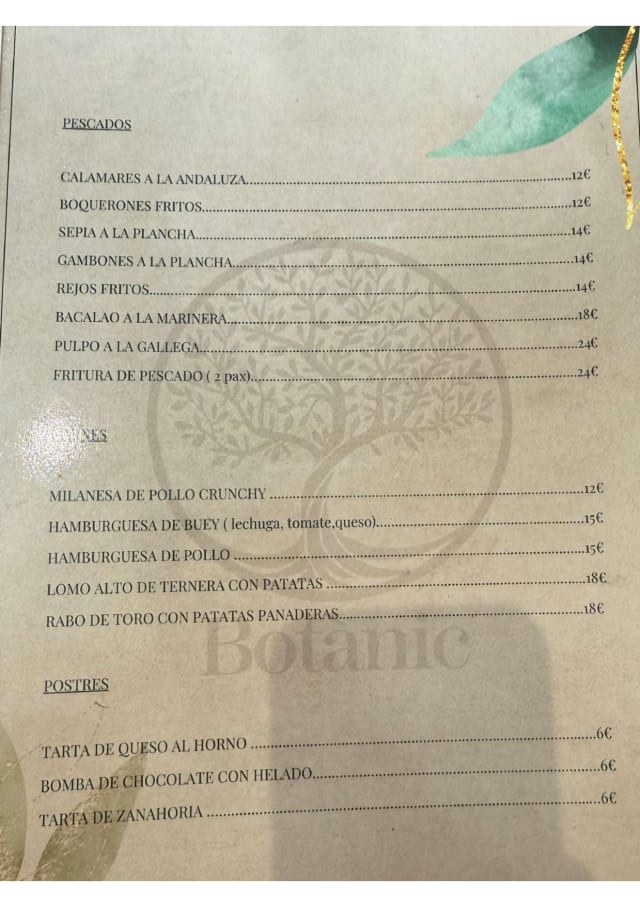 PESCADOS
CALAMARES A LA ANDALUZA....................12€
BOQUERONES FRITOS....................12€
SEPIA A LA PLANCHA....................14€
GAMBONES A LA PLANCHA....................14€
REJOS FRITOS....................14€
BACALAO A LA MARINERA....................18€
PULPO A LA GALLEGA....................24€
FRITURA DE PESCADO ( 2 pax)....................24€
MILANESA DE POLLO CRUNCHY ....................12€
HAMBURGUESA DE BUEY ( lechuga, tomate,queso)....................15€
HAMBURGUESA DE POLLO ....................15€
LOMO ALTO DE TERNERA CON PATATAS ....................18€
RABO DE TORO CON PATATAS PANADERAS....................18€
Botanic
POSTRES
TARTA DE QUESO AL HORNO ....................6€
BOMBA DE CHOCOLATE CON HELADO....................6€
TARTA DE ZANAHORIA ....................6€